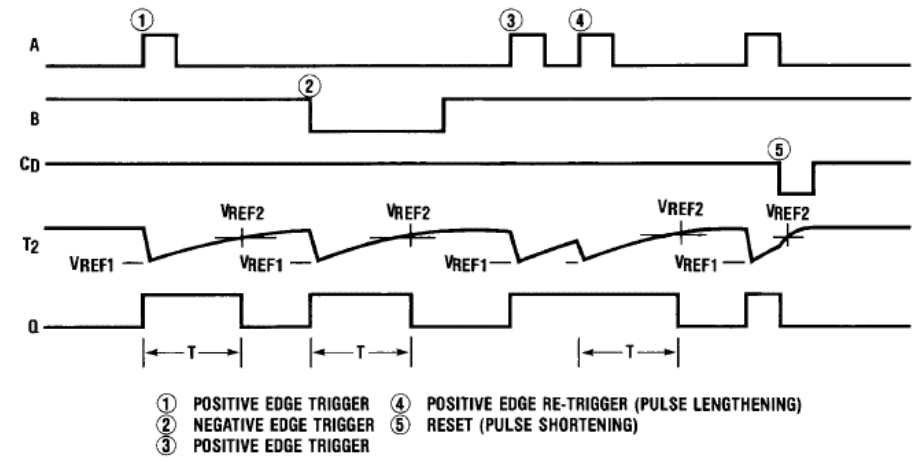 ① ③ ④
A
②
B
⑤
CD
VREF2 VREF2 VREF2 VREF2
T2
VREF1 VREF1 VREF1 VREF1
Q
T T T
① POSITIVE EDGE TRIGGER ④ POSITIVE EDGE RE-TRIGGER (PULSE LENGTHENING)
② NEGATIVE EDGE TRIGGER ⑤ RESET (PULSE SHORTENING)
③ POSITIVE EDGE TRIGGER